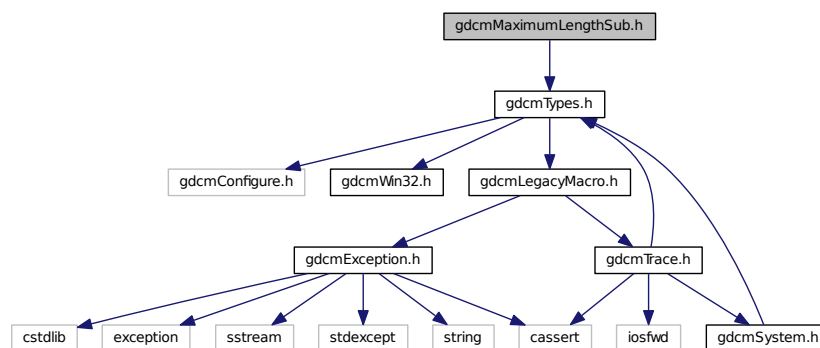 gdcmMaximumLengthSub.h
gdcmTypes.h
gdcmConfigure.h
gdcmWin32.h
gdcmLegacyMacro.h
gdcmException.h
gdcmTrace.h
cstdlib
exception
sstream
stdexcept
string
cassert
iosfwd
gdcmSystem.h